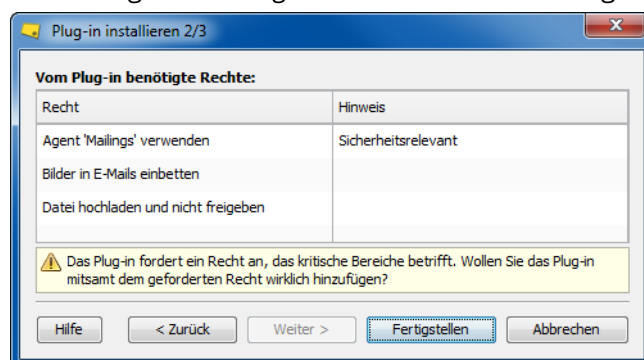 Plug-in installieren 2/3
Vom Plug-in benötigte Rechte:
Recht Hinweis
Agent 'Mailings' verwenden Sicherheitsrelevant
Bilder in E-Mails einbetten
Datei hochladen und nicht freigeben
Das Plug-in fordert ein Recht an, das kritische Bereiche betrifft. Wollen Sie das Plug-in
mitsamt dem geforderten Recht wirklich hinzufügen?
Hilfe < Zurück Weiter > Fertigstellen Abbrechen